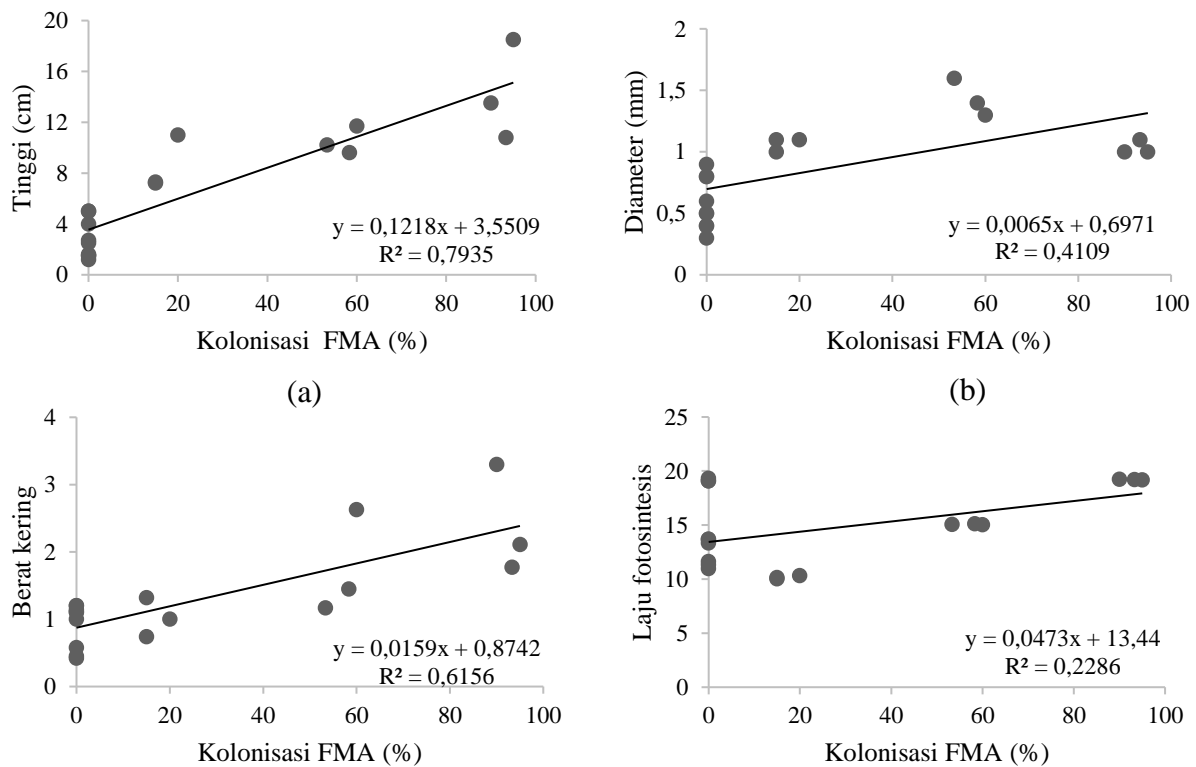 20
16
12
8
4
0
Tinggi (cm)
y = 0,1218x + 3,5509
R² = 0,7935
0 20 40 60 80 100
Kolonisasi FMA (%)
(a)
2
1,5
1
0,5
0
Diameter (mm)
y = 0,0065x + 0,6971
R² = 0,4109
0 20 40 60 80 100
Kolonisasi FMA (%)
(b)
4
3
2
1
0
Berat kering
y = 0,0159x + 0,8742
R² = 0,6156
0 20 40 60 80 100
Kolonisasi FMA (%)
25
20
15
10
5
0
Laju fotosintesis
y = 0,0473x + 13,44
R² = 0,2286
0 20 40 60 80 100
Kolonisasi FMA (%)